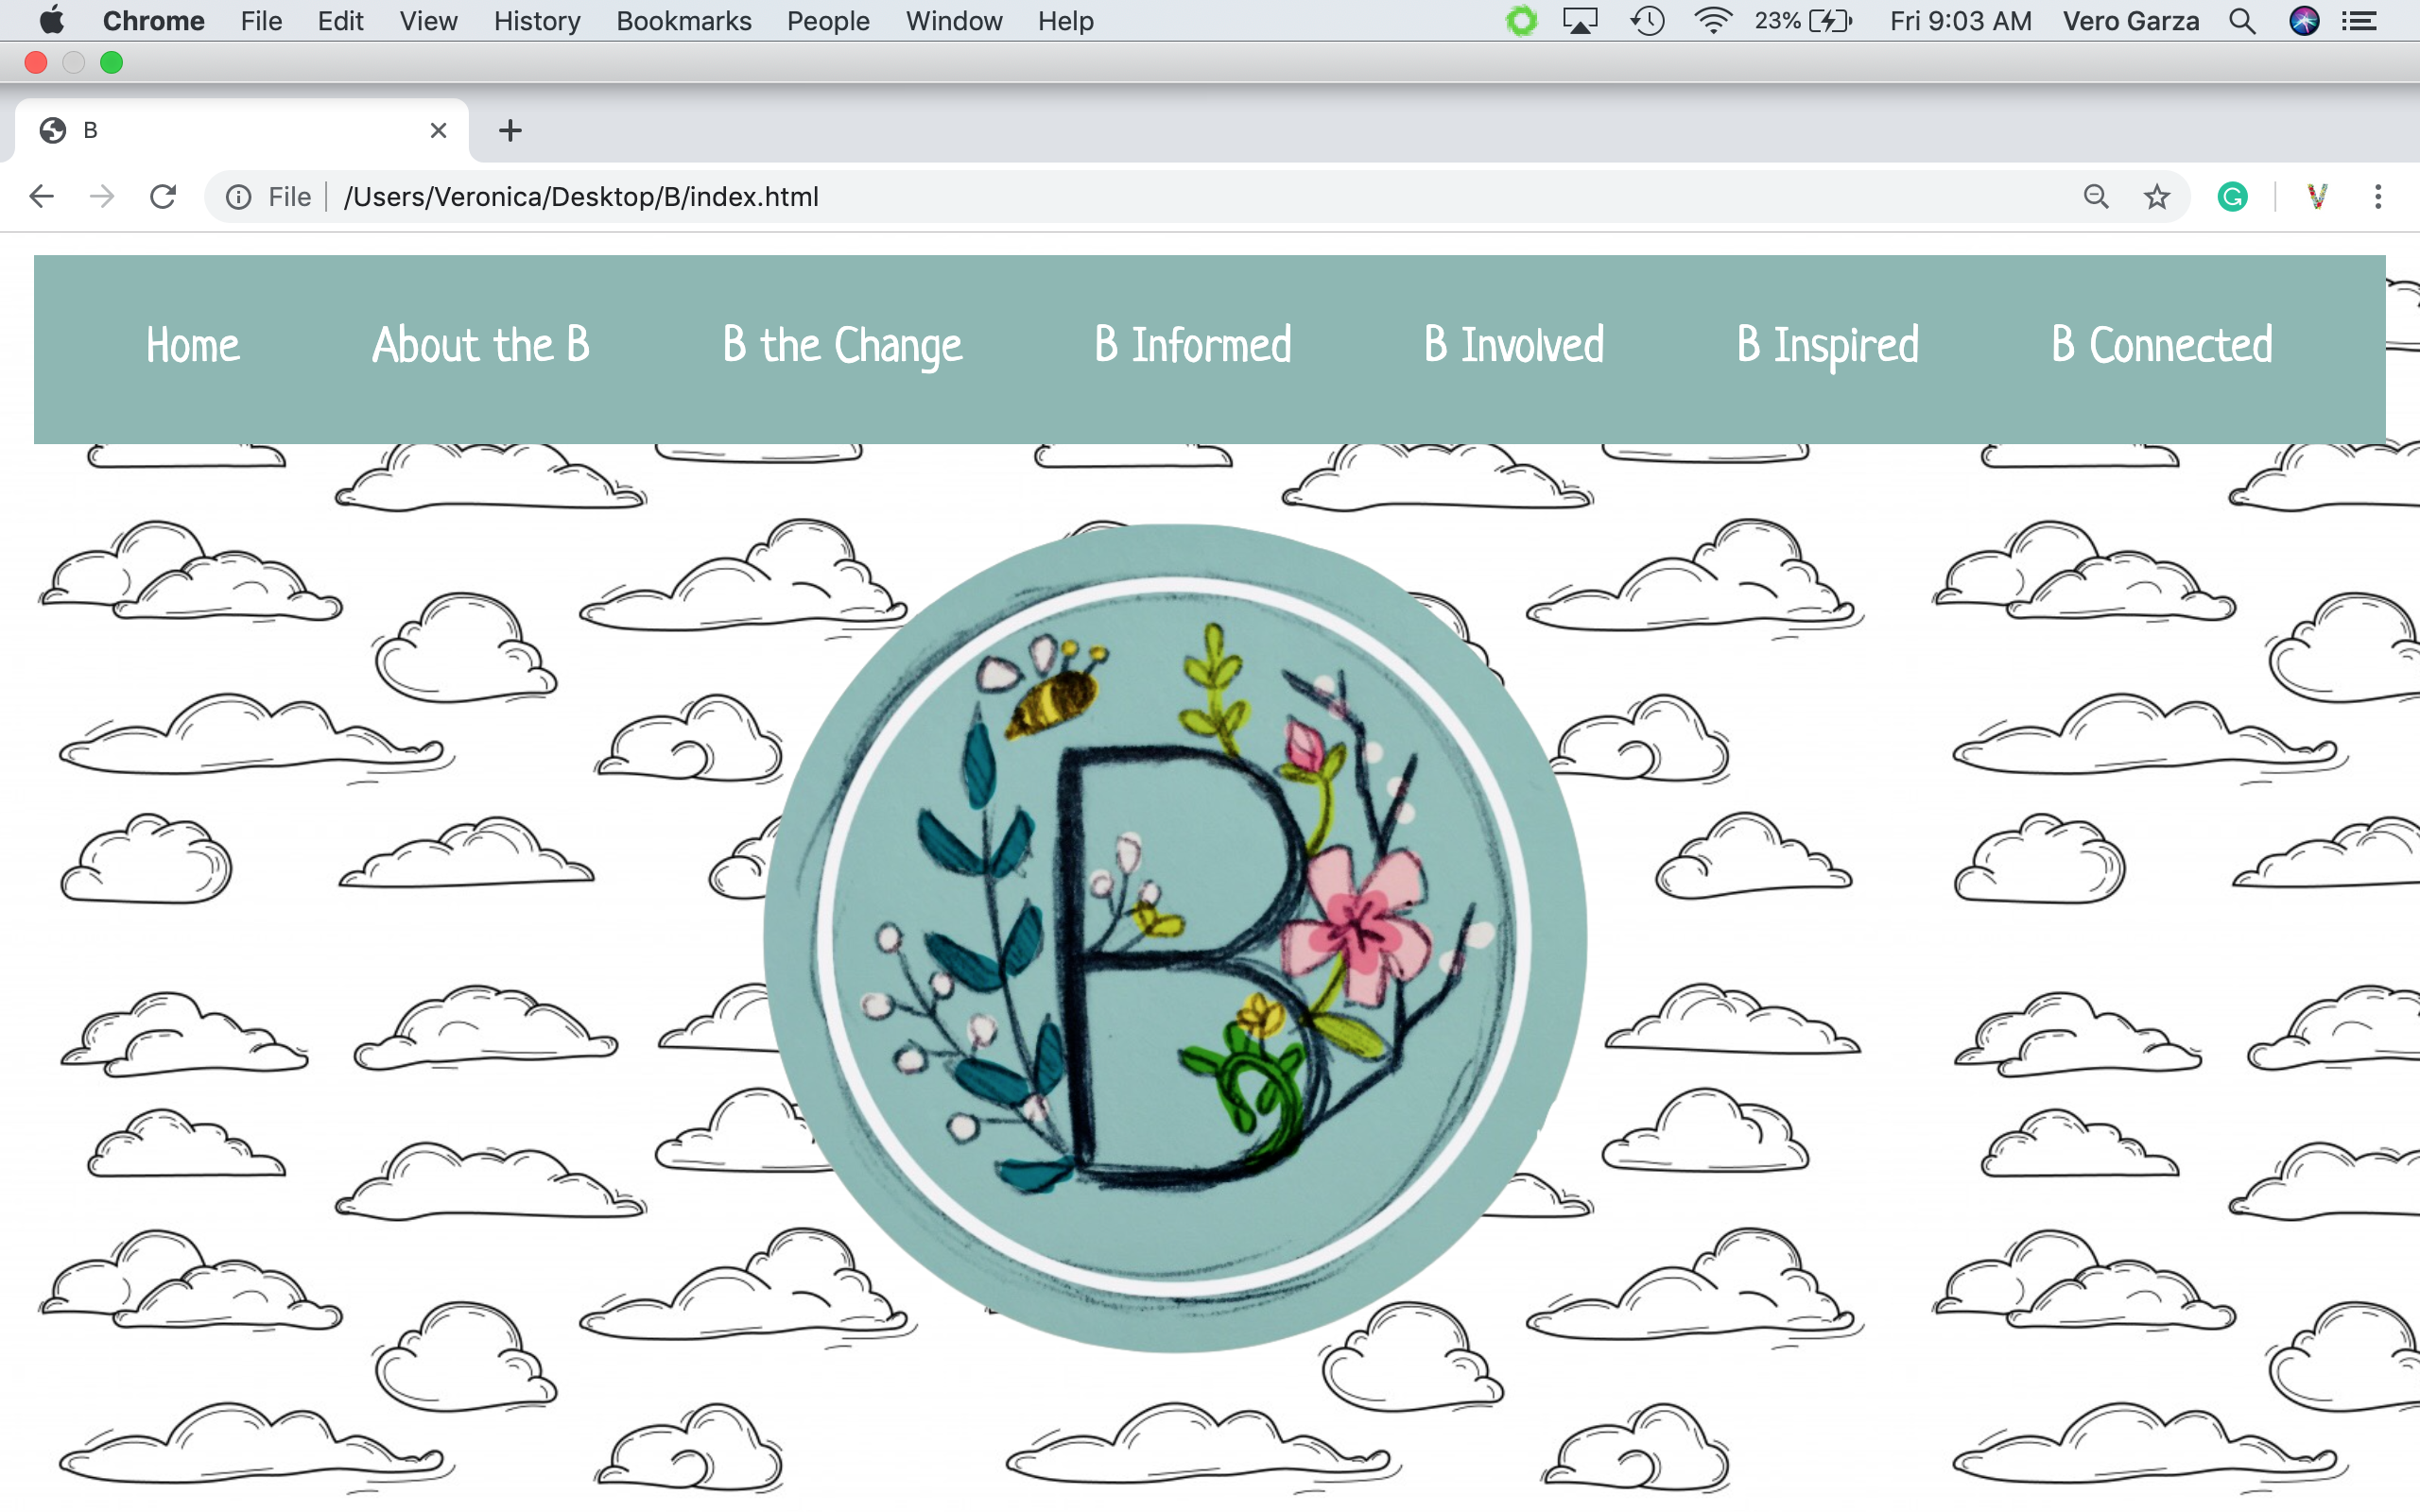 Chrome File Edit View History Bookmarks People Window Help 23% Fri 9:03 AM Vero Garza
B
File /Users/Veronica/Desktop/B/index.html
Home About the B B the Change B Informed B Involved B Inspired B Connected
B